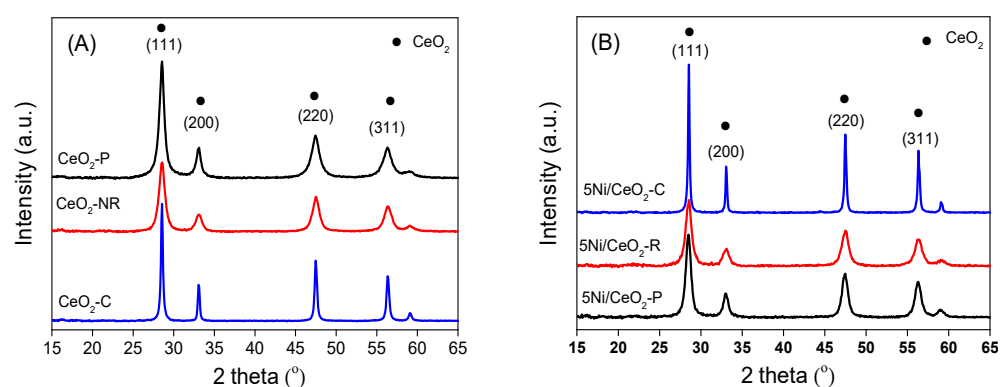 (A)
(111)
CeO2
(200)
(220)
(311)
CeO2-P
CeO2-NR
CeO2-C
Intensity (a.u.)
15 20 25 30 35 40 45 50 55 60 65
2 theta (°)
(B)
(111)
CeO2
(200)
(220)
(311)
5Ni/CeO2-C
5Ni/CeO2-R
5Ni/CeO2-P
Intensity (a.u.)
15 20 25 30 35 40 45 50 55 60 65
2 theta (°)